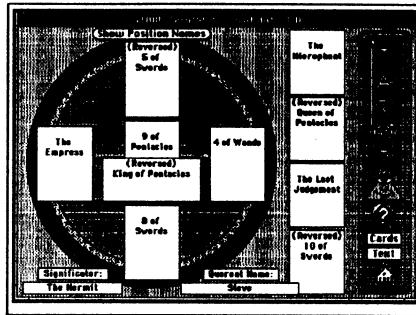 Show Position Names
(Reversed)
5 of
Swords
The
Empress
9 of
Pentacles
(Reversed)
King of Pentacles
4 of Wands
8 of
Swords
The
Hierophant
(Reversed)
Queen of
Pentacles
The Last
Judgement
(Reversed)
10 of
Swords
Significator:
The Hermit
Querent Name:
Steve
Cards
Text